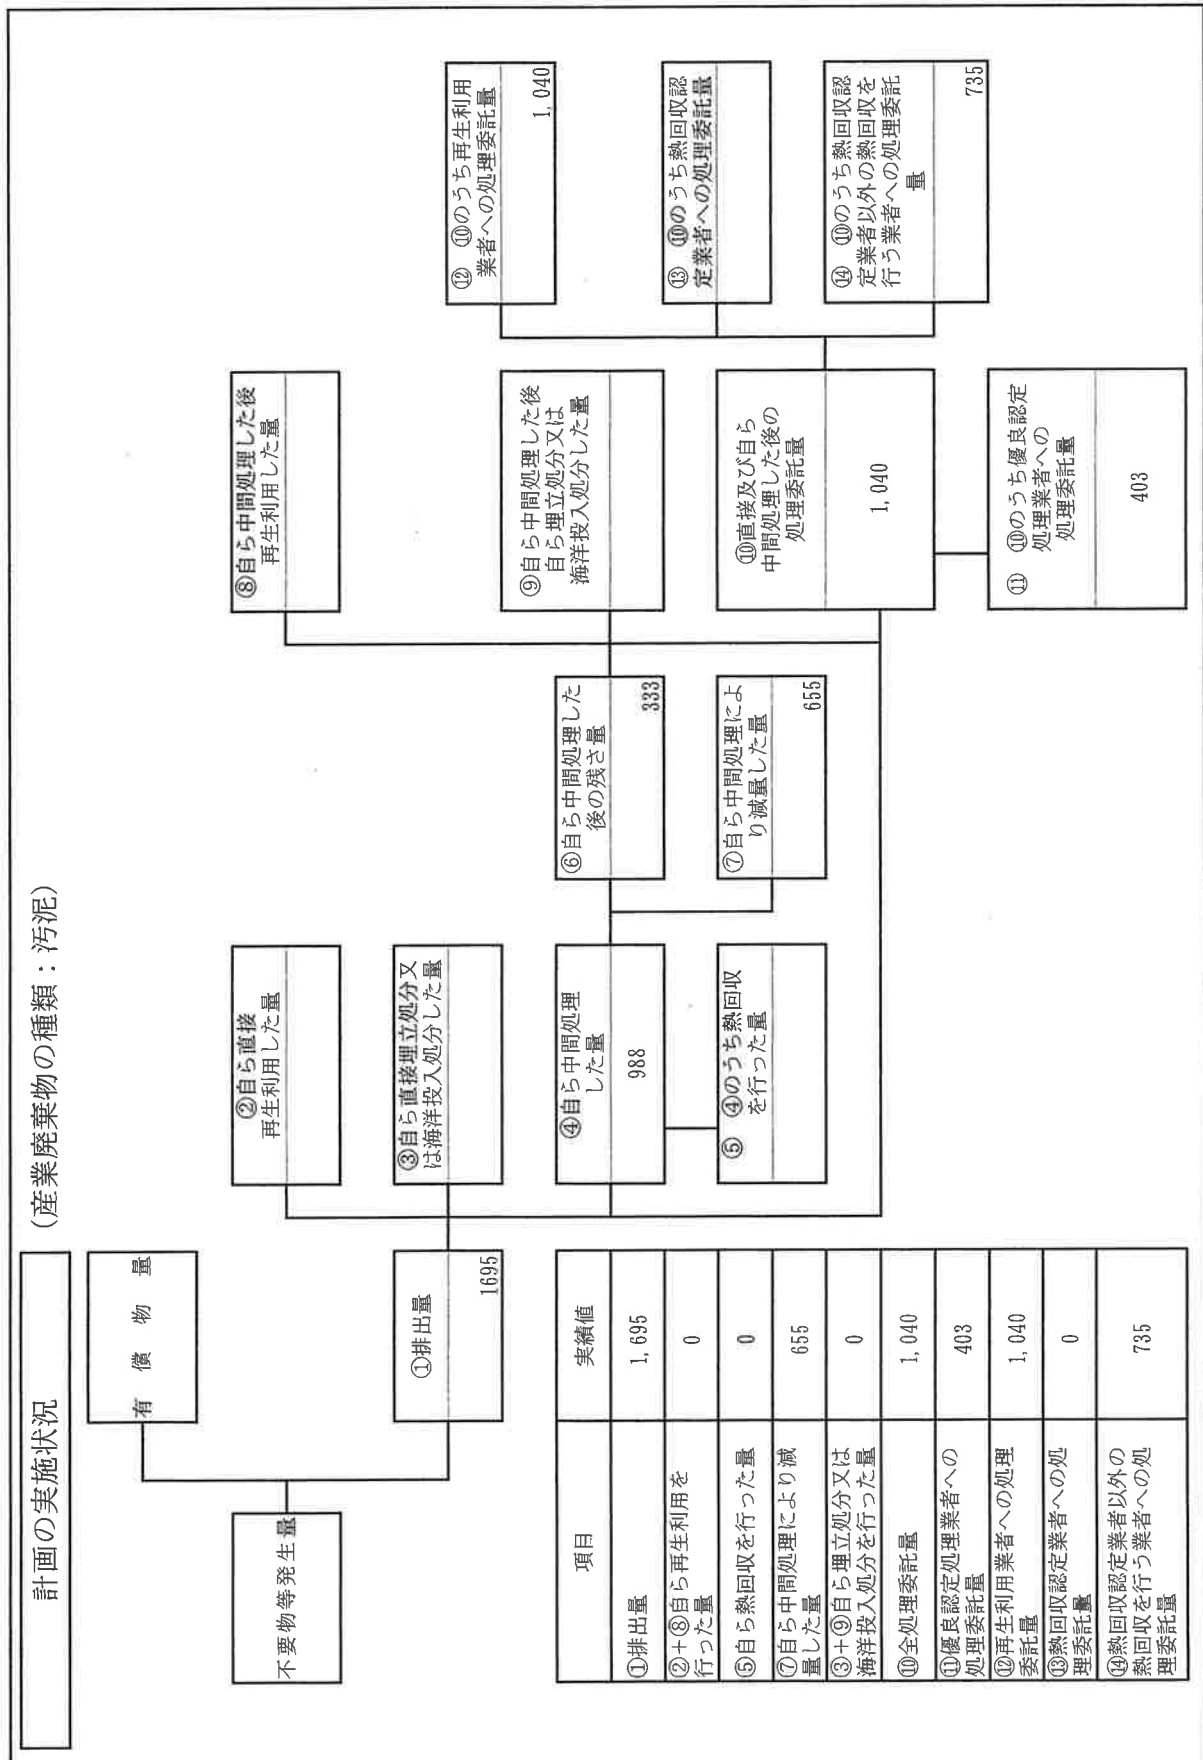 計画の実施状況
(産業廃棄物の種類：汚泥)
有償物量
不要物等発生量
①排出量
1695
②自ら直接
再生利用した量
③自ら直接埋立処分又
は海洋投入処分した量
④自ら中間処理
した量
988
⑤ ④のうち熱回収
を行った量
⑥自ら中間処理した
後の残さ量
333
⑦自ら中間処理によ
り減量した量
655
⑧自ら中間処理した後
再生利用した量
⑨自ら中間処理した後
自ら埋立処分又は
海洋投入処分した量
⑩直接及び自ら
中間処理した後の
処理委託量
1,040
⑪ ⑩のうち優良認定
処理業者への
処理委託量
403
⑫ ⑩のうち再生利用
業者への処理委託量
1,040
⑬ ⑩のうち熱回収認
定業者への処理委託量
⑭ ⑩のうち熱回収認
定業者以外の熱回収を
行う業者への処理委託
量
735
項目 実績値
①排出量 1,695
②+⑧自ら再生利用を
行った量 0
⑤自ら熱回収を行った量 0
⑦自ら中間処理により減
量した量 655
③+⑨自ら埋立処分又は
海洋投入処分を行った量 0
⑩全処理委託量 1,040
⑪優良認定処理業者への
処理委託量 403
⑫再生利用業者への処理
委託量 1,040
⑬熱回収認定業者への処
理委託量 0
⑭熱回収認定業者以外の
熱回収を行う業者への処
理委託量 735